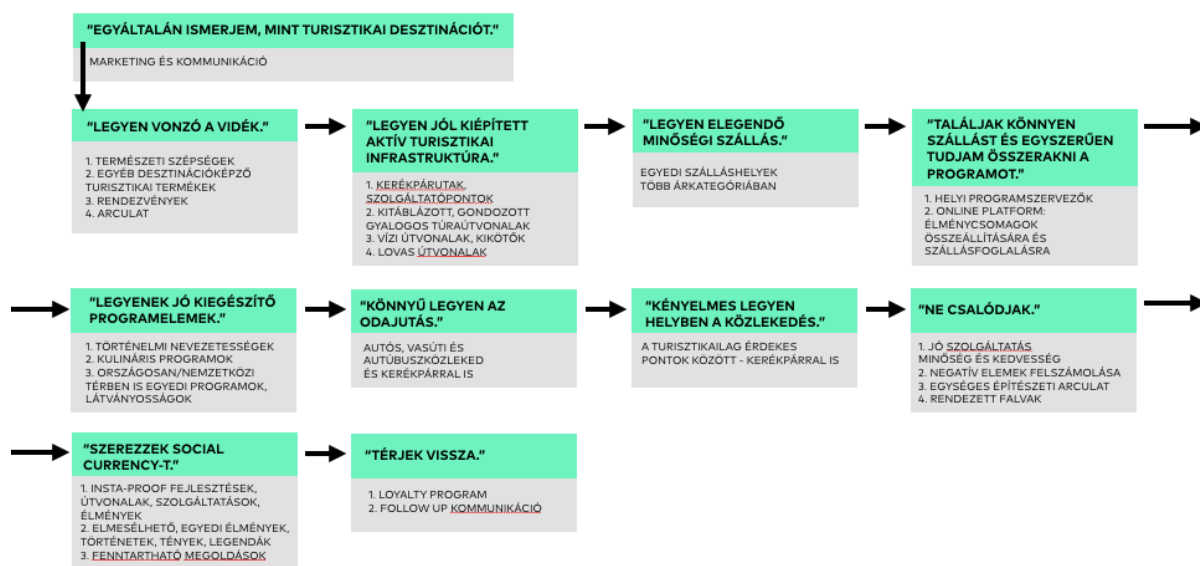 "EGYÁLTALÁN ISMERJEM, MINT TURISZTIKAI DESZTINÁCIÓT."
MARKETING ÉS KOMMUNIKÁCIÓ
"LEGYEN VONZÓ A VIDÉK."
1. TERMÉSZETI SZÉPSÉGEK
2. EGYÉB DESZTINÁCIÓKÉPZŐ
TURISZTIKAI TERMÉKEK
3. RENDEZVÉNYEK
4. ARCULAT
"LEGYEN JÓL KIÉPÍTETT
AKTÍV TURISZTIKAI
INFRASTRUKTÚRA."
1. KERÉKPÁRUTAK,
SZOLGÁLTATÓPONTOK
2. KITÁBLÁZOTT, GONDOZOTT
GYALOGOS TÚRAÚTVONALAK
3. VÍZI ÚTVONALAK, KIKÖTŐK
4. LOVAS ÚTVONALAK
"LEGYEN ELEGENDŐ
MINŐSÉGI SZÁLLÁS."
EGYEDI SZÁLLÁSHELYEK
TÖBB ÁRKATEGÓRIÁBAN
"TALÁLJAK KÖNNYEN
SZÁLLÁST ÉS EGYSZERŰEN
TUDJAM ÖSSZERAKNI A
PROGRAMOT."
1. HELYI PROGRAMSZERVEZŐK
2. ONLINE PLATFORM:
ÉLMÉNYCSOMAGOK
ÖSSZEÁLLÍTÁSÁRA ÉS
SZÁLLÁSFOGLALÁSRA
"LEGYENEK JÓ KIEGÉSZÍTŐ
PROGRAMELEMEK."
1. TÖRTÉNELMI NEVEZETESSÉGEK
2. KULINÁRIS PROGRAMOK
3. ORSZÁGOSAN/NEMZETKÖZI
TÉRBEN IS EGYEDI PROGRAMOK,
LÁTVÁNYOSSÁGOK
"KÖNNYŰ LEGYEN AZ
ODAJUTÁS."
AUTÓS, VASÚTI ÉS
AUTÚBUSZKÖZLEKED
ÉS KERÉKPÁRRAL IS
"KÉNYELMES LEGYEN
HELYBEN A KÖZLEKEDÉS."
A TURISZTIKAILAG ÉRDEKES
PONTOK KÖZÖTT - KERÉKPÁRRAL IS
"NE CSALÓDJAK."
1. JÓ SZOLGÁLTATÁS
MINŐSÉG ÉS KEDVESSÉG
2. NEGATÍV ELEMEK FELSZÁMOLÁSA
3. EGYSÉGES ÉPÍTÉSZETI ARCULAT
4. RENDEZETT FALVAK
"SZEREZZEK SOCIAL
CURRENCY-T."
1. INSTA-PROOF FEJLESZTÉSEK,
ÚTVONALAK, SZOLGÁLTATÁSOK,
ÉLMÉNYEK
2. ELMESÉLHETŐ, EGYEDI ÉLMÉNYEK,
TÖRTÉNETEK, TÉNYEK, LEGENDÁK
3. FENNTARTHATÓ MEGOLDÁSOK
"TÉRJEK VISSZA."
1. LOYALTY PROGRAM
2. FOLLOW UP KOMMUNIKÁCIÓ